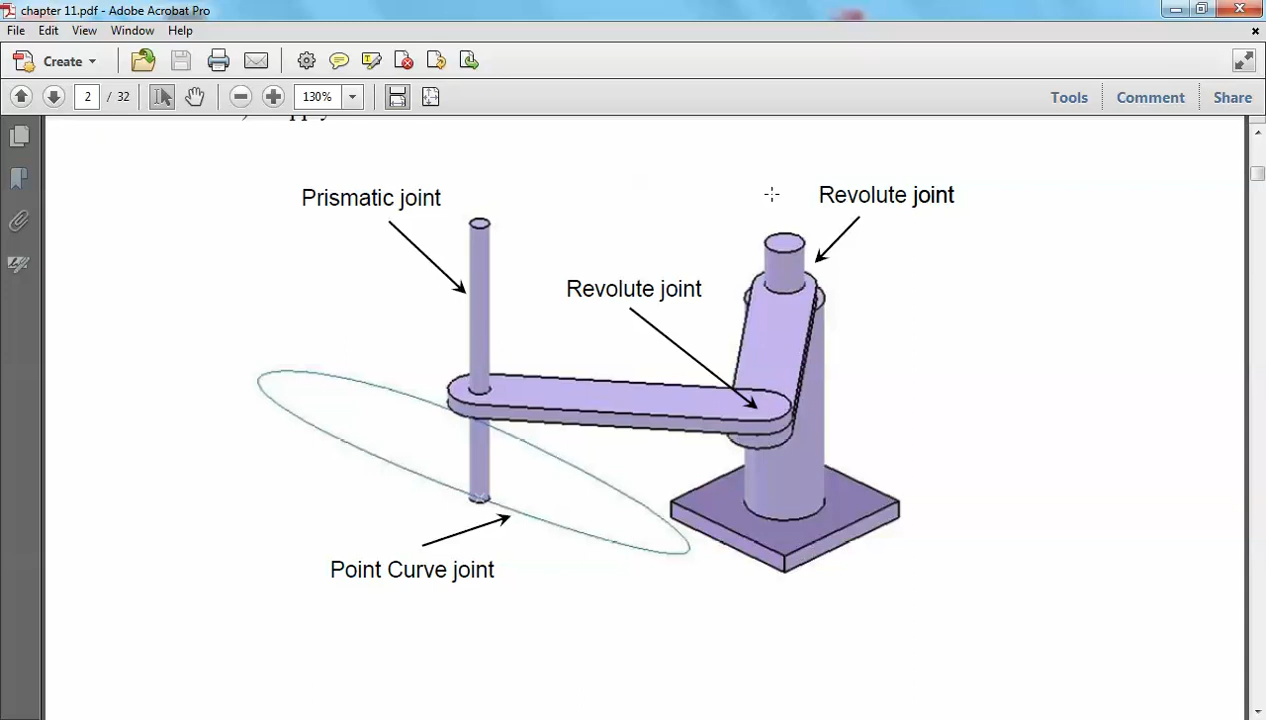 chapter 11.pdf - Adobe Acrobat Pro
File Edit View Window Help
Create
2 / 32 130% Tools Comment Share
Prismatic joint
Revolute joint
Revolute joint
Point Curve joint